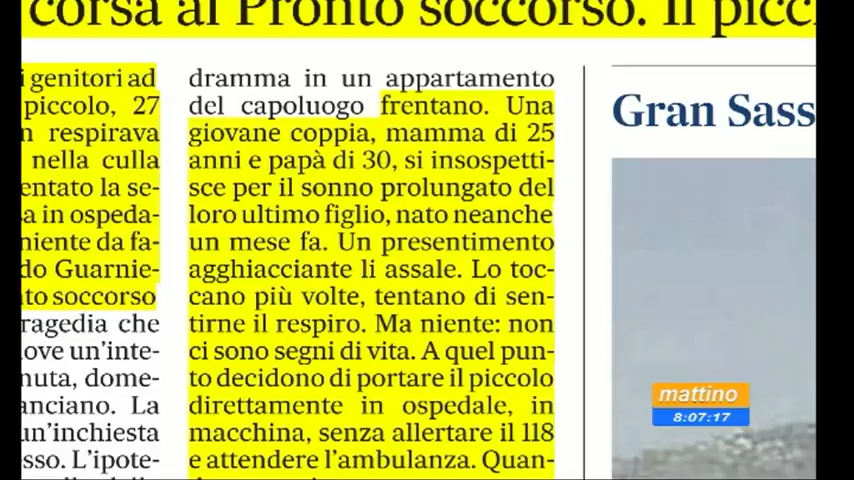 corsa al Pronto soccorso. Il picci
i genitori ad
piccolo, 27
respirava
nella culla
entato la se-
sa in ospeda-
niente da fa-
do Guarnie-
to soccorso
ragedia che
ove un'inte-
nuta, dome-
anciano. La
un'inchiesta
sso. L'ipote-
dramma in un appartamento
del capoluogo frentano. Una
giovane coppia, mamma di 25
anni e papà di 30, si insospetti-
sce per il sonno prolungato del
loro ultimo figlio, nato neanche
un mese fa. Un presentimento
agghiacciante li assale. Lo toc-
cano più volte, tentano di sen-
tirne il respiro. Ma niente: non
ci sono segni di vita. A quel pun-
to decidono di portare il piccolo
direttamente in ospedale, in
macchina, senza allertare il 118
e attendere l'ambulanza. Quan-
Gran Sass
mattino
8:07:17